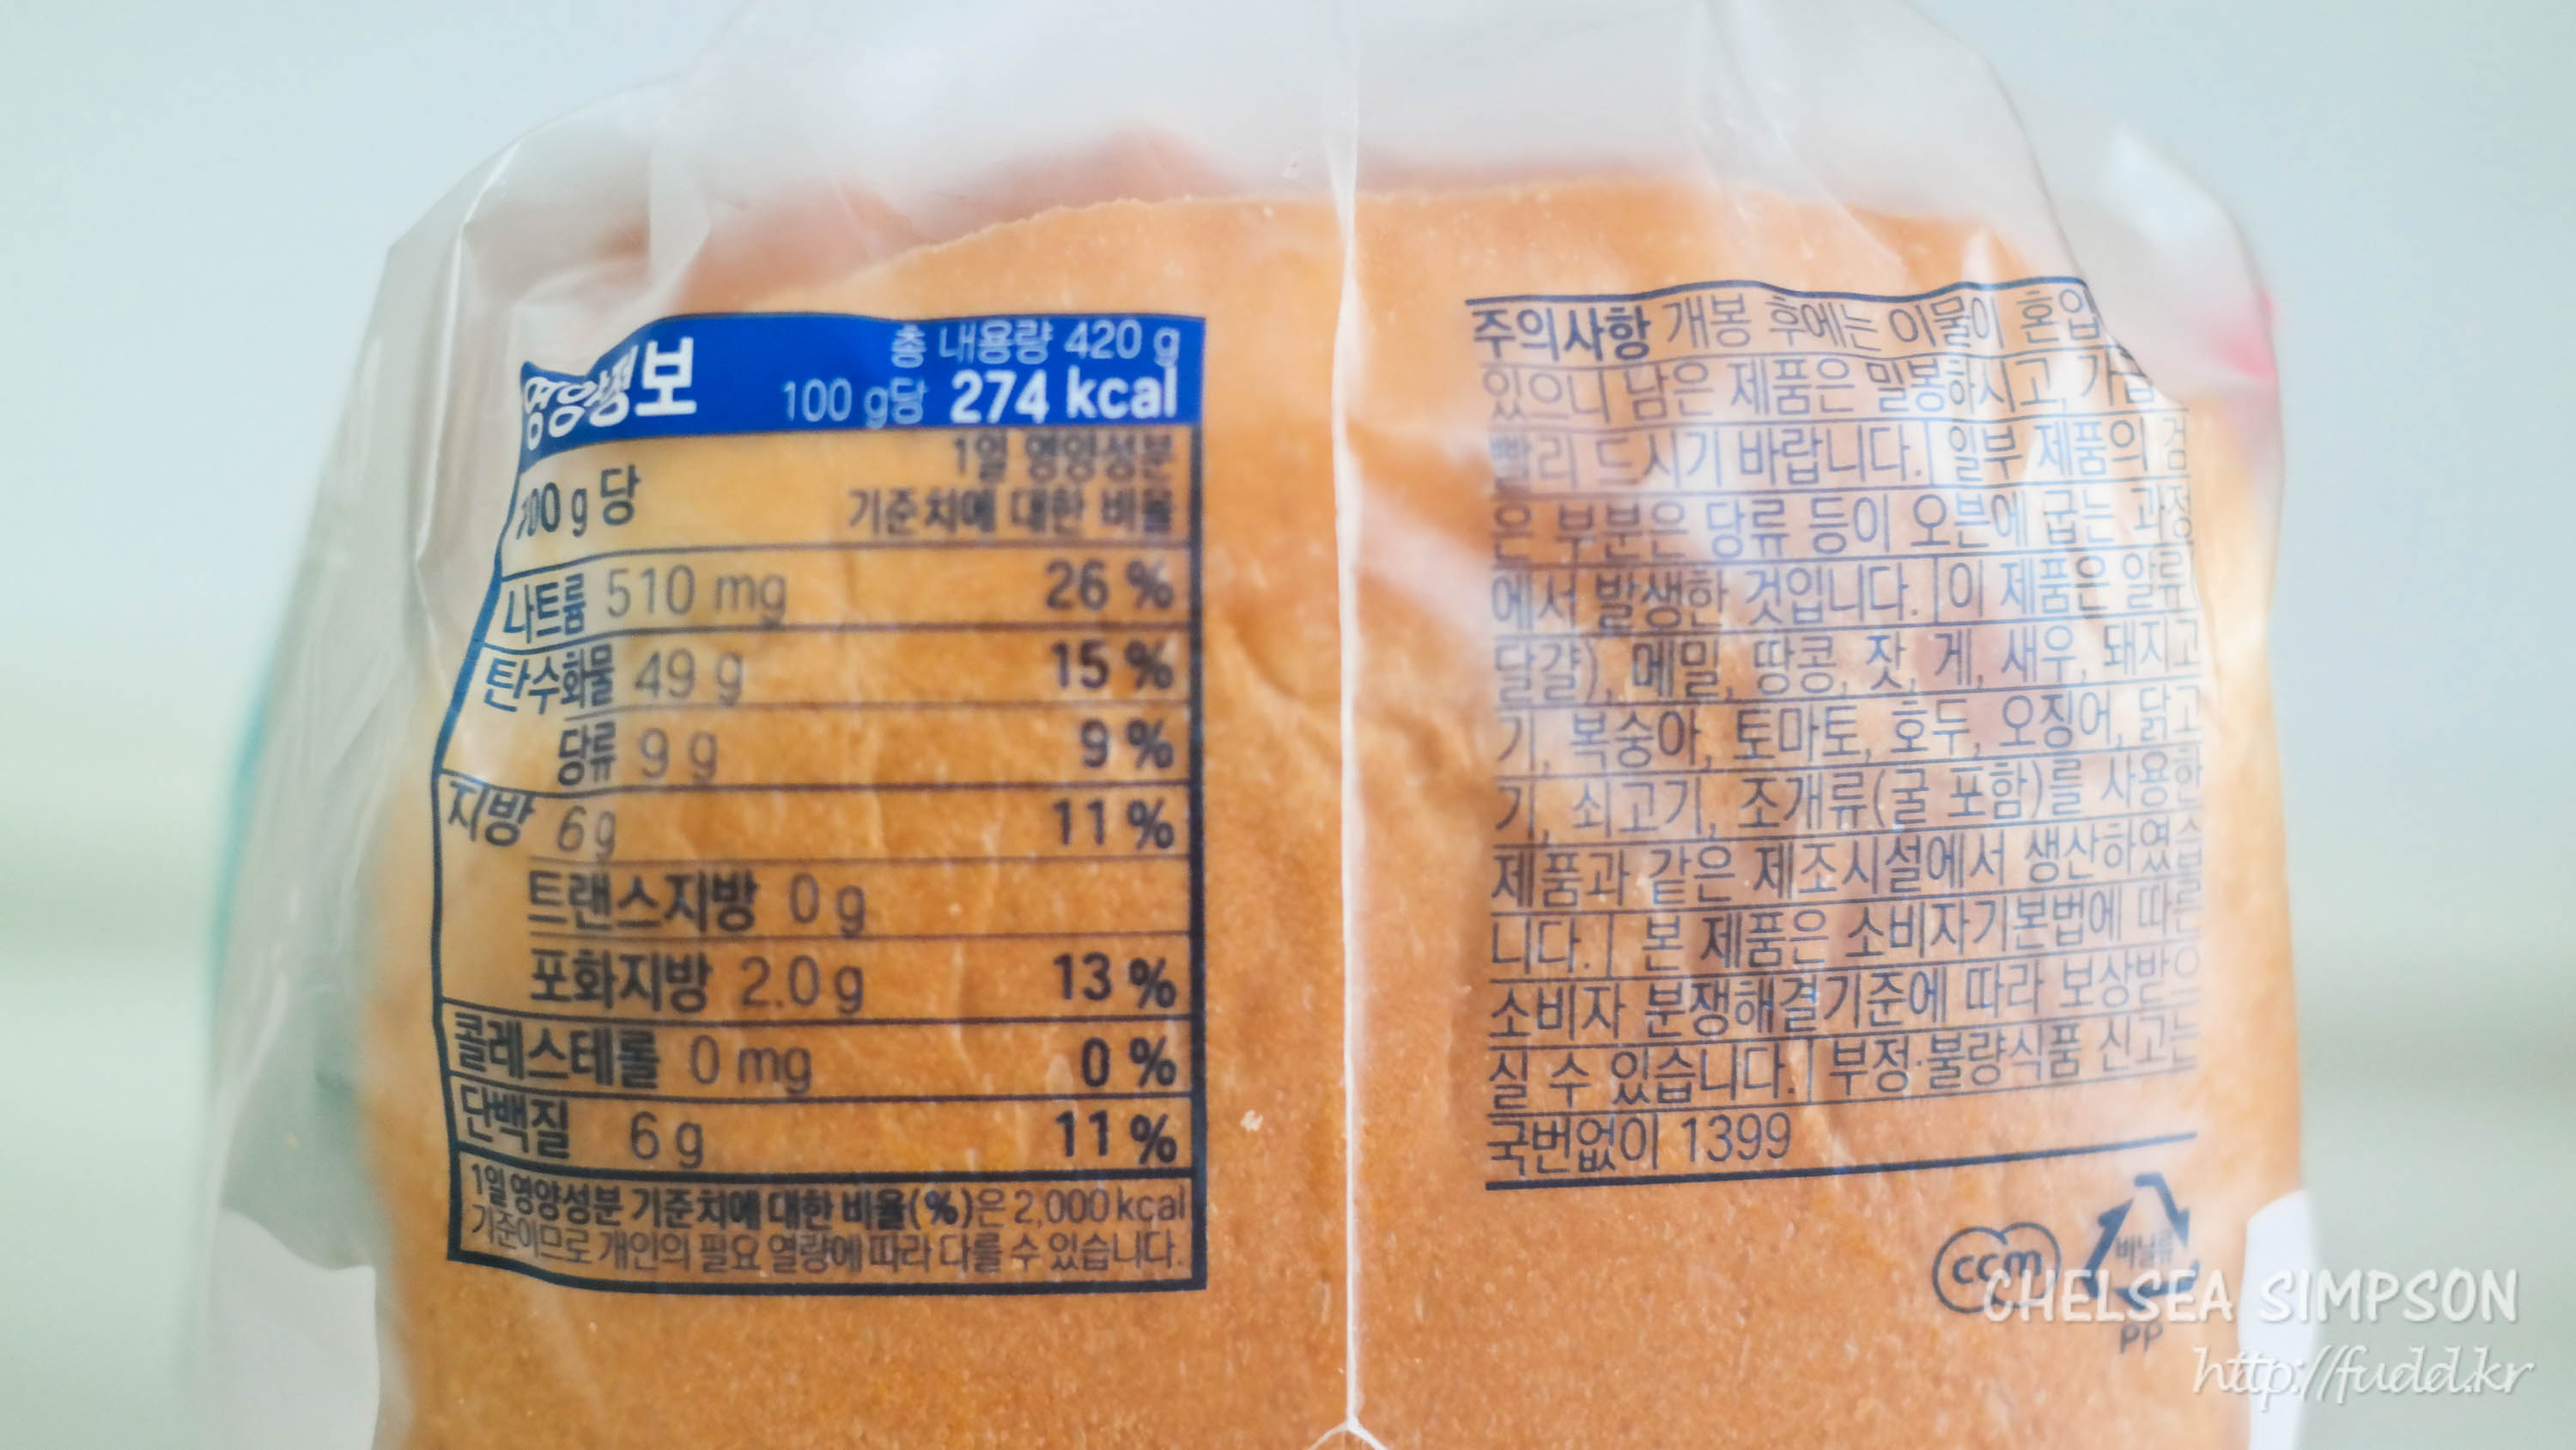 영양정보
총 내용량 420 g
100 g당 274 kcal
100 g 당
1일 영양성분
기준치에 대한 비율
나트륨 510 mg 26 %
탄수화물 49 g 15 %
당류 9 g 9 %
지방 6 g 11 %
트랜스지방 0 g
포화지방 2.0 g 13 %
콜레스테롤 0 mg 0 %
단백질 6 g 11 %
1일 영양성분 기준치에 대한 비율(%)은 2,000 kcal
기준이므로 개인의 필요 열량에 따라 다를 수 있습니다.
주의사항 개봉 후에는 이물이 혼입
있으니 남은 제품은 밀봉하시고,
빨리 드시기 바랍니다. | 일부 제품의 검
은 부분은 당류 등이 오븐에 굽는 과정
에서 발생한 것입니다. | 이 제품은 알류
달걀), 메밀, 땅콩, 잣, 게, 새우, 돼지고
기, 복숭아, 토마토, 호두, 오징어, 닭고
기, 쇠고기, 조개류(굴 포함)를 사용한
제품과 같은 제조시설에서 생산하였습
니다. | 본 제품은 소비자기본법에 따른
소비자 분쟁해결기준에 따라 보상받으
실 수 있습니다. | 부정·불량식품 신고는
국번없이 1399
ccm
비닐류
PP
CHELSEA SIMPSON
http://fudd.kr